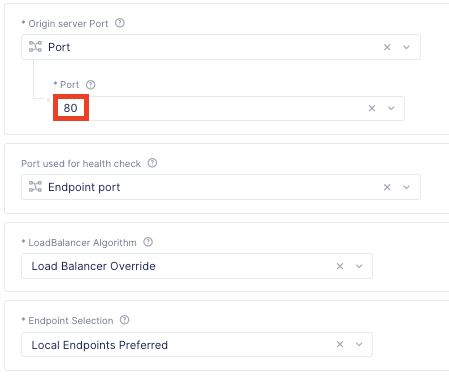 * Origin server Port
Port
* Port
80
Port used for health check
Endpoint port
* LoadBalancer Algorithm
Load Balancer Override
* Endpoint Selection
Local Endpoints Preferred